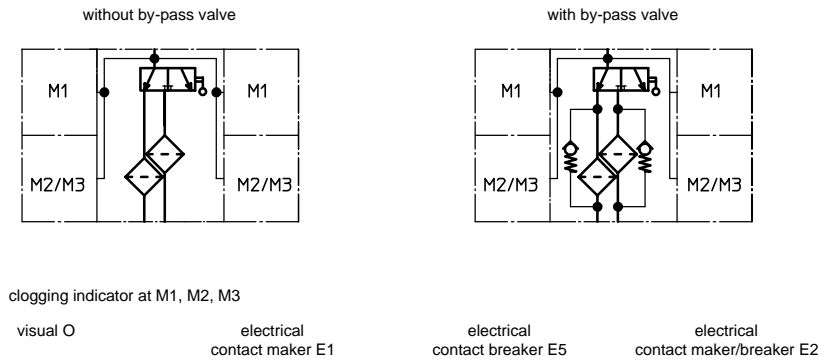 without by-pass valve
with by-pass valve
M1
M1
M1
M1
M2/M3
M2/M3
M2/M3
M2/M3
clogging indicator at M1, M2, M3
visual O
electrical
contact maker E1
electrical
contact breaker E5
electrical
contact maker/breaker E2